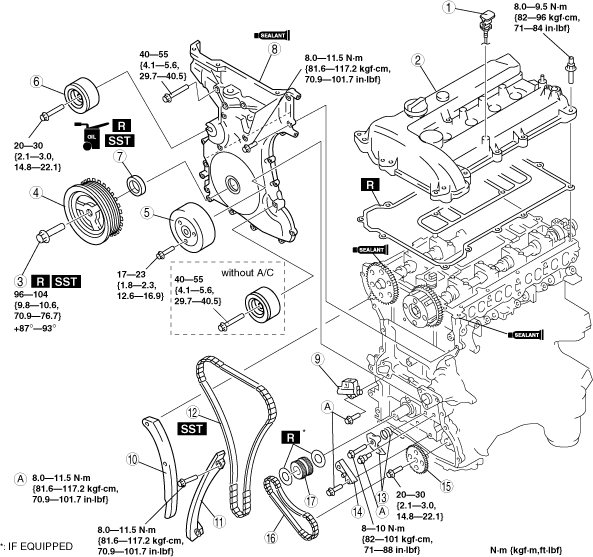 1
8.0—9.5 N·m
{82—96 kgf·cm,
71—84 in·lbf}
SEALANT
8
40—55
{4.1—5.6,
29.7—40.5}
8.0—11.5 N·m
{81.6—117.2 kgf·cm,
70.9—101.7 in·lbf}
2
6
20—30
{2.1—3.0,
14.8—22.1}
OIL
R
SST
7
4
5
R
3
R SST
96—104
{9.8—10.6,
70.9—76.7}
+87°—93°
17—23
{1.8—2.3,
12.6—16.9}
without A/C
40—55
{4.1—5.6,
29.7—40.5}
SEALANT
SEALANT
9
A
12
SST
R *
10
A
8.0—11.5 N·m
{81.6—117.2 kgf·cm,
70.9—101.7 in·lbf}
11
16
17
14
13
A
15
20—30
{2.1—3.0,
14.8—22.1}
8.0—11.5 N·m
{81.6—117.2 kgf·cm,
70.9—101.7 in·lbf}
8—10 N·m
{82—101 kgf·cm,
71—88 in·lbf}
*: IF EQUIPPED
N·m {kgf·m,ft·lbf}